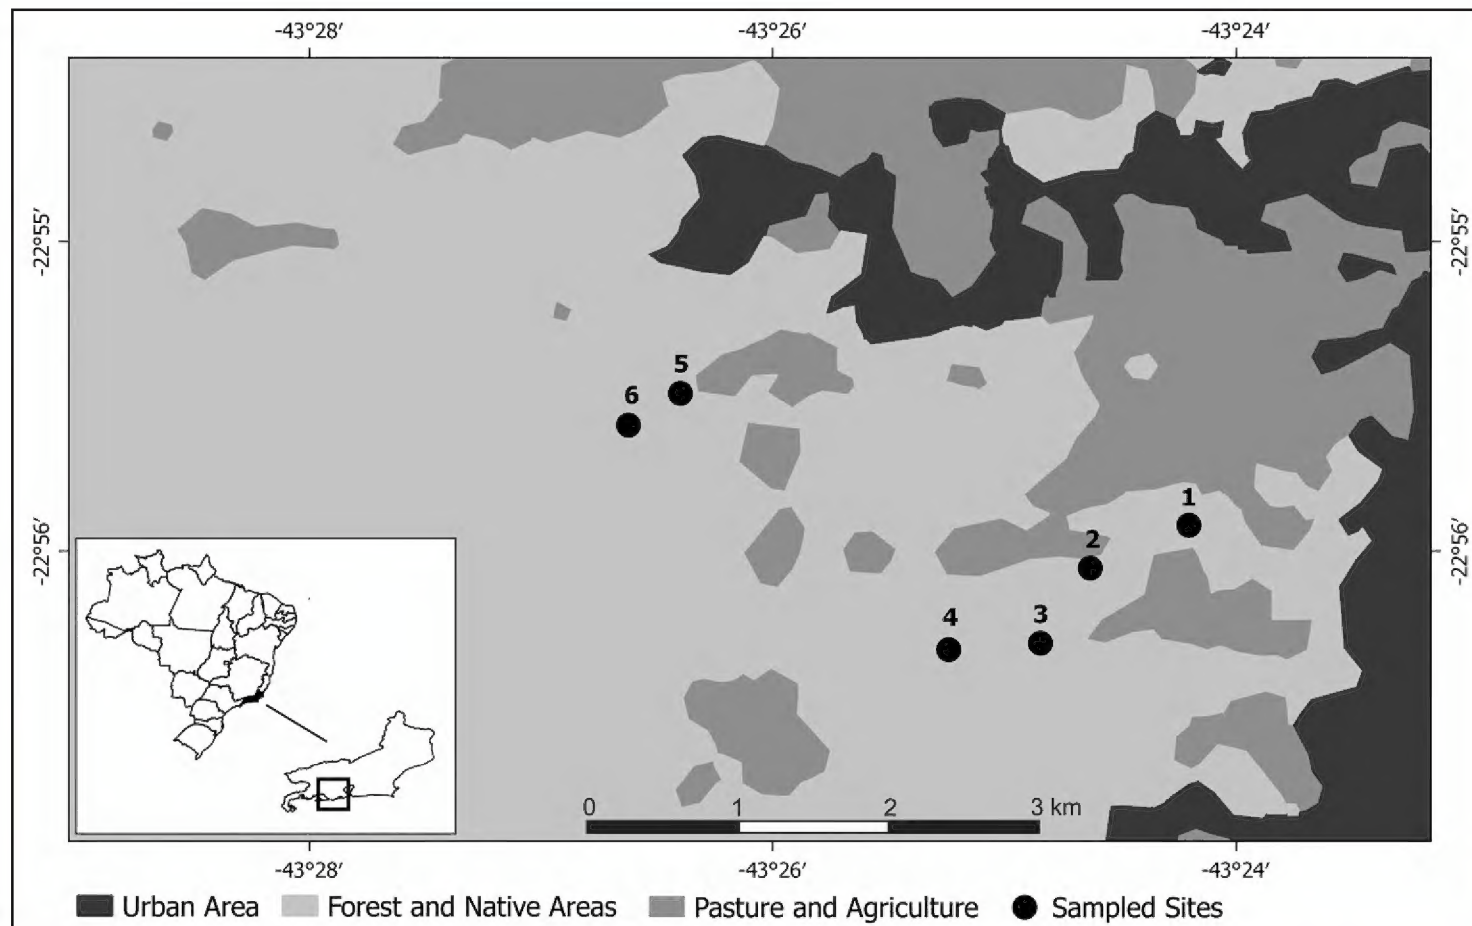 -43°28′ -43°26′ -43°24′
-22°55′ -22°55′
5
6
1
-22°56′ 2 -22°56′
4 3
0 1 2 3 km
-43°28′ -43°26′ -43°24′
Urban Area Forest and Native Areas Pasture and Agriculture Sampled Sites